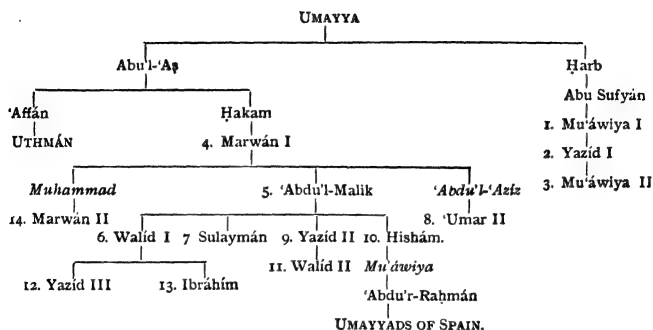 UMAYYA
Abu'l-‘Aṣ Ḥarb
‘Affán Ḥakam Abu Sufyán
UTHMÁN 4. Marwán I 1. Mu‘áwiya I
2. Yazíd I
Muhammad 5. ‘Abdu'l-Malik ‘Abdu'l-‘Azíz 3. Mu‘áwiya II
14. Marwán II 8. ‘Umar II
6. Walíd I 7 Sulaymán 9. Yazíd II 10. Hishám.
12. Yazíd III 13. Ibráhím 11. Walíd II Mu‘áwiya
‘Abdu'r-Raḥmán
UMAYYADS OF SPAIN.